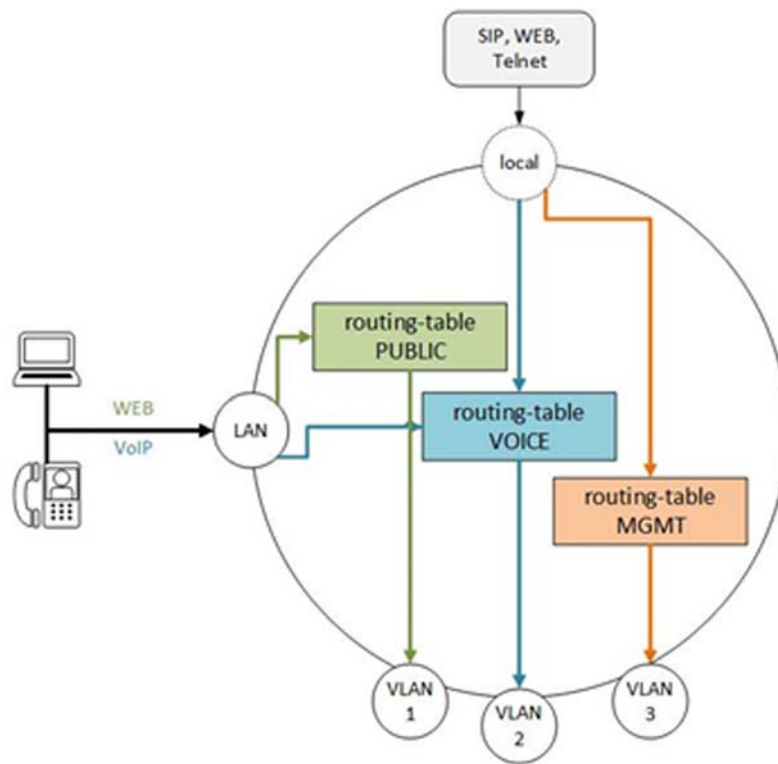 SIP, WEB,
Telnet
local
routing-table
PUBLIC
WEB
VoIP
LAN
routing-table
VOICE
routing-table
MGMT
VLAN
1
VLAN
2
VLAN
3